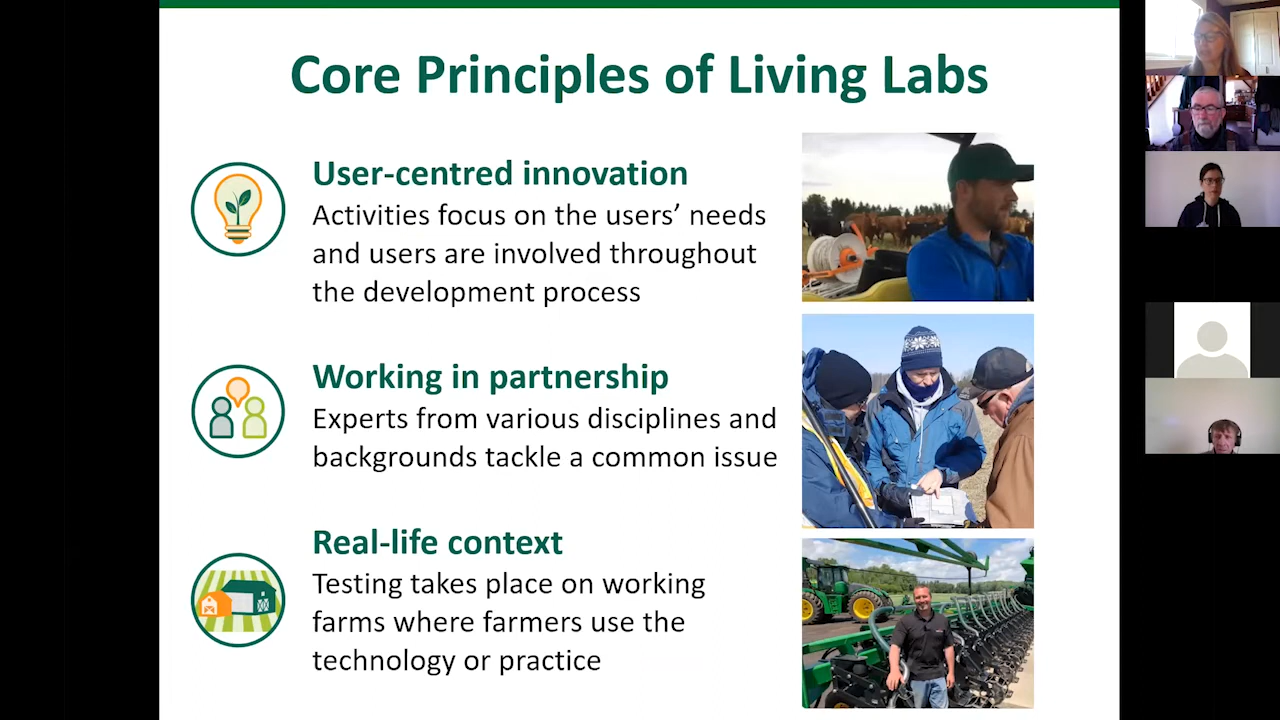 Core Principles of Living Labs
User-centred innovation
Activities focus on the users’ needs
and users are involved throughout
the development process
Working in partnership
Experts from various disciplines and
backgrounds tackle a common issue
Real-life context
Testing takes place on working
farms where farmers use the
technology or practice